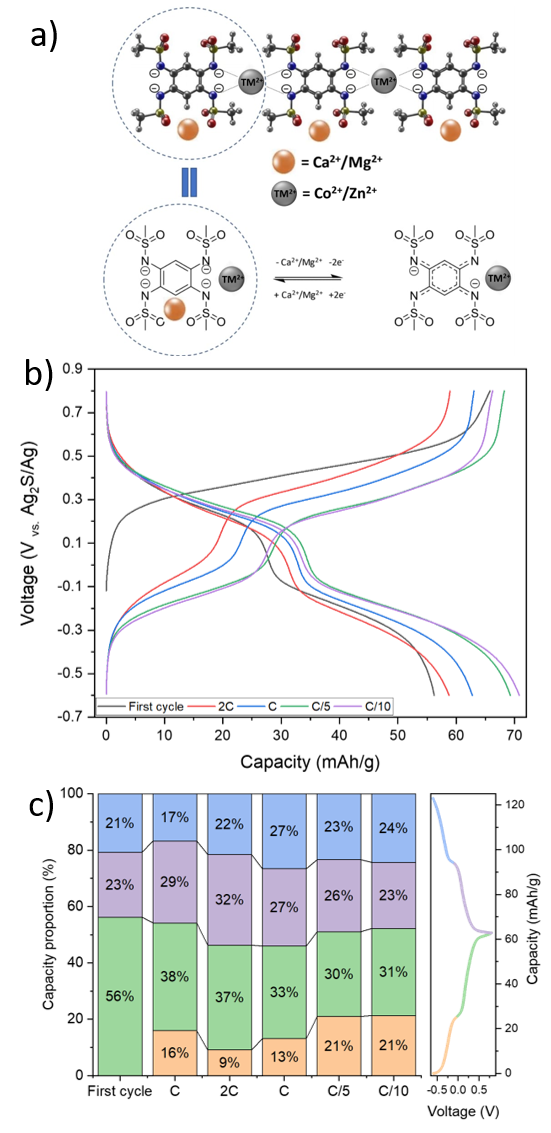 a)
TM²⁺
TM²⁺
= Ca²⁺/Mg²⁺
TM²⁺ = Co²⁺/Zn²⁺
O=S=O
O=S=O
N
N
TM²⁺
N
N
O=S=C
O=S=O
- Ca²⁺/Mg²⁺ -2e⁻
+ Ca²⁺/Mg²⁺ +2e⁻
O=S=O
O=S=O
N
N
TM²⁺
N
N
O=S=O
O=S=O
b)
Voltage (V vs. Ag₂S/Ag)
0.9
0.7
0.5
0.3
0.1
-0.1
-0.3
-0.5
-0.7
First cycle 2C C C/5 C/10
0 10 20 30 40 50 60 70
Capacity (mAh/g)
c)
Capacity proportion (%)
100
80
60
40
20
0
21% 17% 22% 27% 23% 24%
23% 29% 32% 27% 26% 23%
56% 38% 37% 33% 30% 31%
16% 9% 13% 21% 21%
First cycle C 2C C C/5 C/10
120
100
80
60
40
20
0
Capacity (mAh/g)
-0.5 0.0 0.5
Voltage (V)